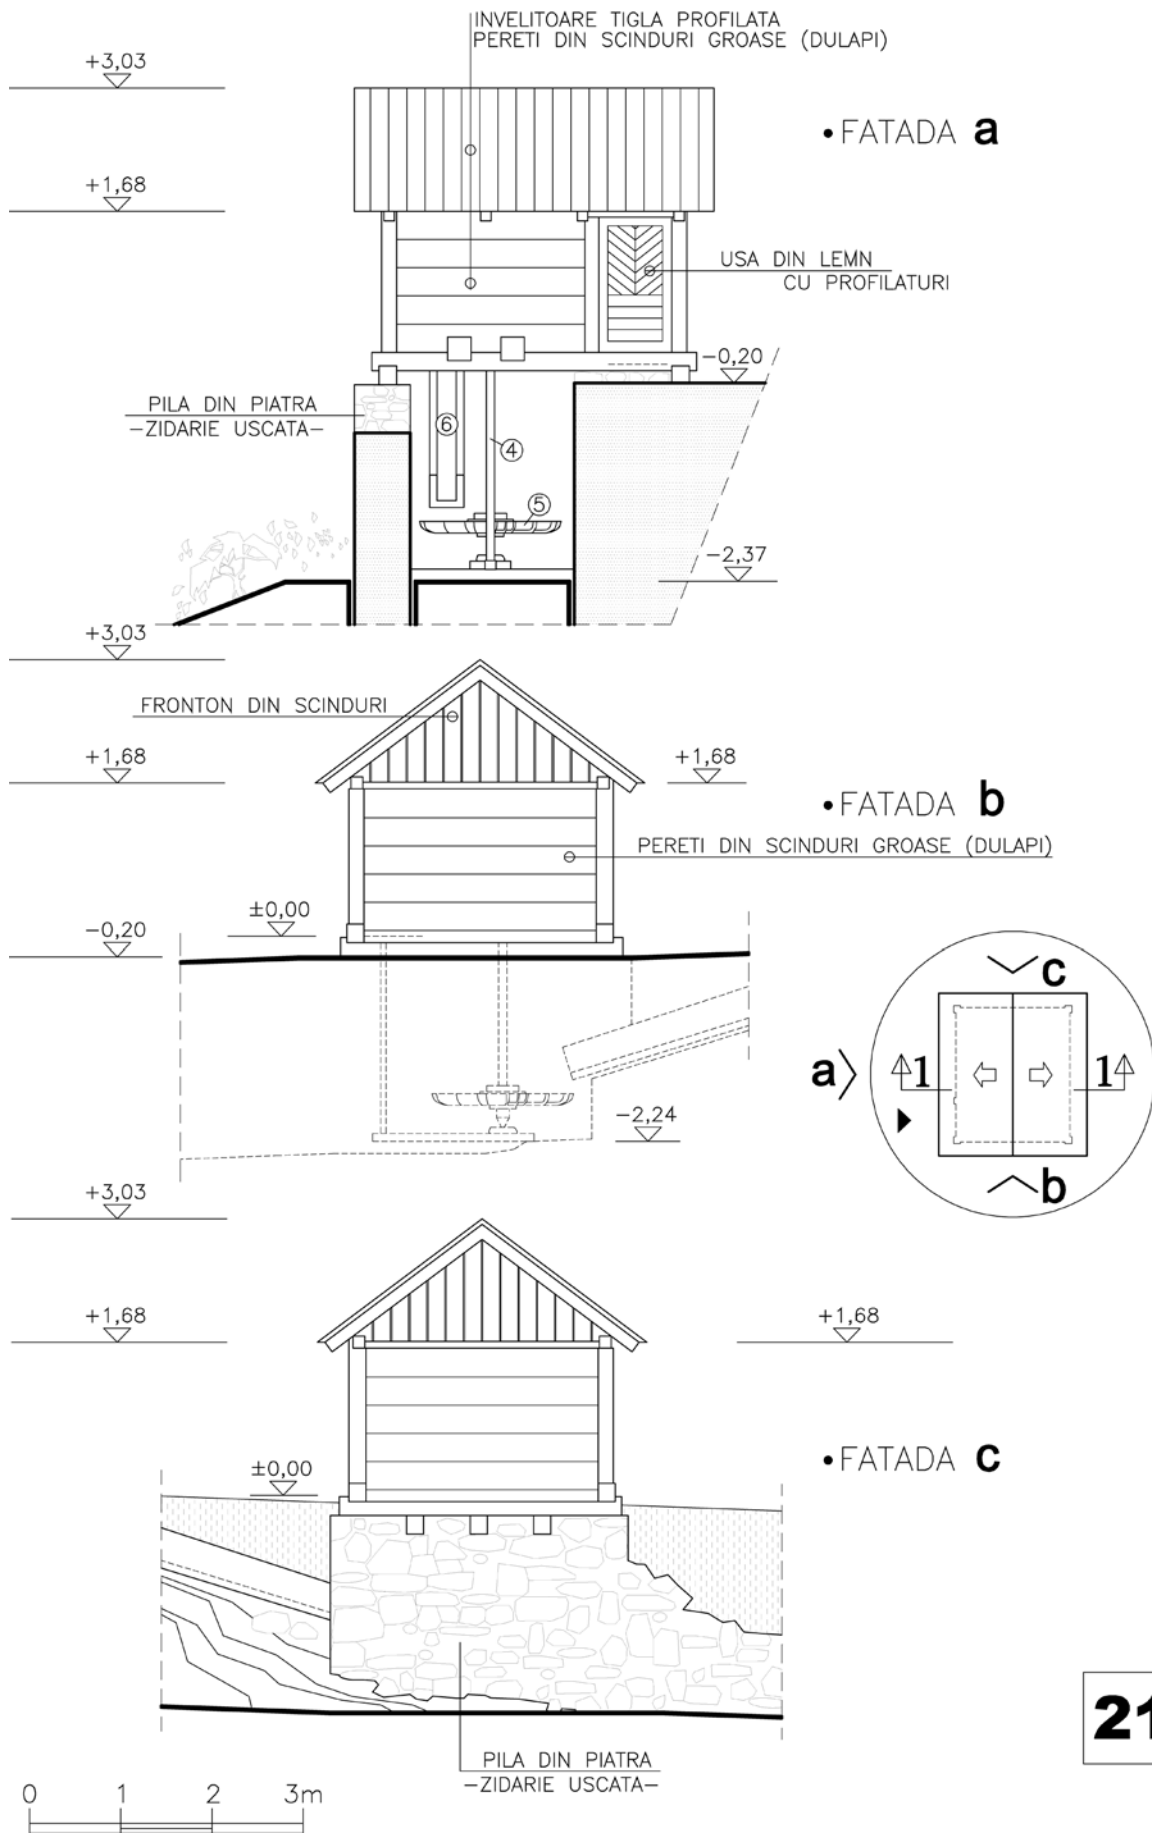 INVELITOARE TIGLA PROFILATA
PERETI DIN SCINDURI GROASE (DULAPI)
+3,03
• FATADA a
+1,68
USA DIN LEMN
CU PROFILATURI
-0,20
PILA DIN PIATRA
-ZIDARIE USCATA-
6
4
5
-2,37
+3,03
FRONTON DIN SCINDURI
+1,68
+1,68
• FATADA b
PERETI DIN SCINDURI GROASE (DULAPI)
±0,00
-0,20
c
a
1
1
-2,24
b
+3,03
+1,68
+1,68
• FATADA c
±0,00
21
PILA DIN PIATRA
-ZIDARIE USCATA-
0 1 2 3m